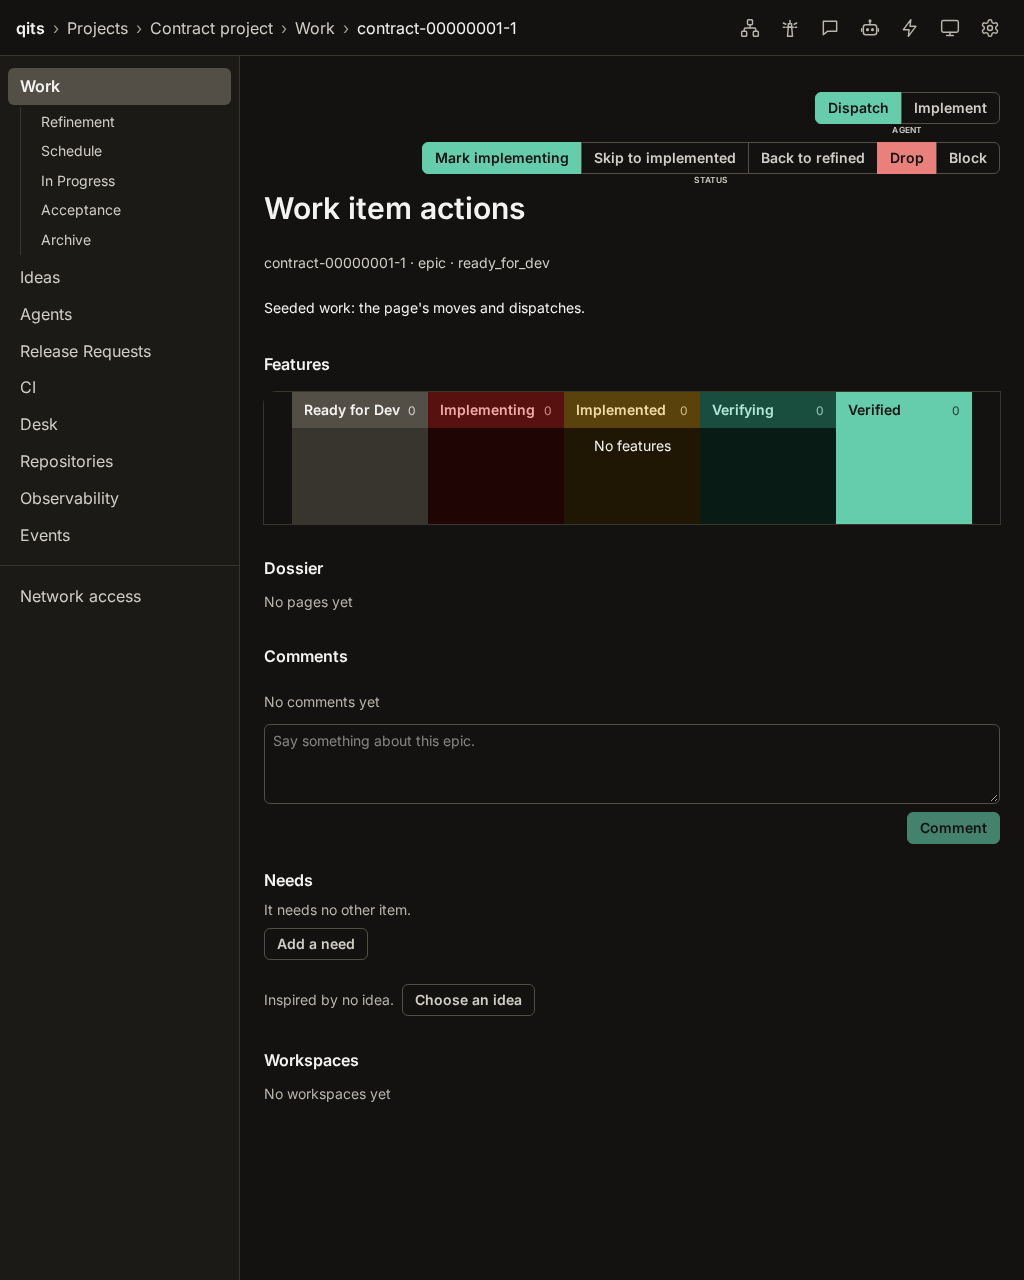 qits › Projects › Contract project › Work › contract-00000001-1
Work
Refinement
Schedule
In Progress
Acceptance
Archive
Ideas
Agents
Release Requests
CI
Desk
Repositories
Observability
Events
Network access
Dispatch Implement
AGENT
Mark implementing Skip to implemented Back to refined Drop Block
STATUS
Work item actions
contract-00000001-1 · epic · ready_for_dev
Seeded work: the page's moves and dispatches.
Features
Ready for Dev 0 Implementing 0 Implemented 0 Verifying 0 Verified 0
No features
Dossier
No pages yet
Comments
No comments yet
Say something about this epic.
Comment
Needs
It needs no other item.
Add a need
Inspired by no idea. Choose an idea
Workspaces
No workspaces yet